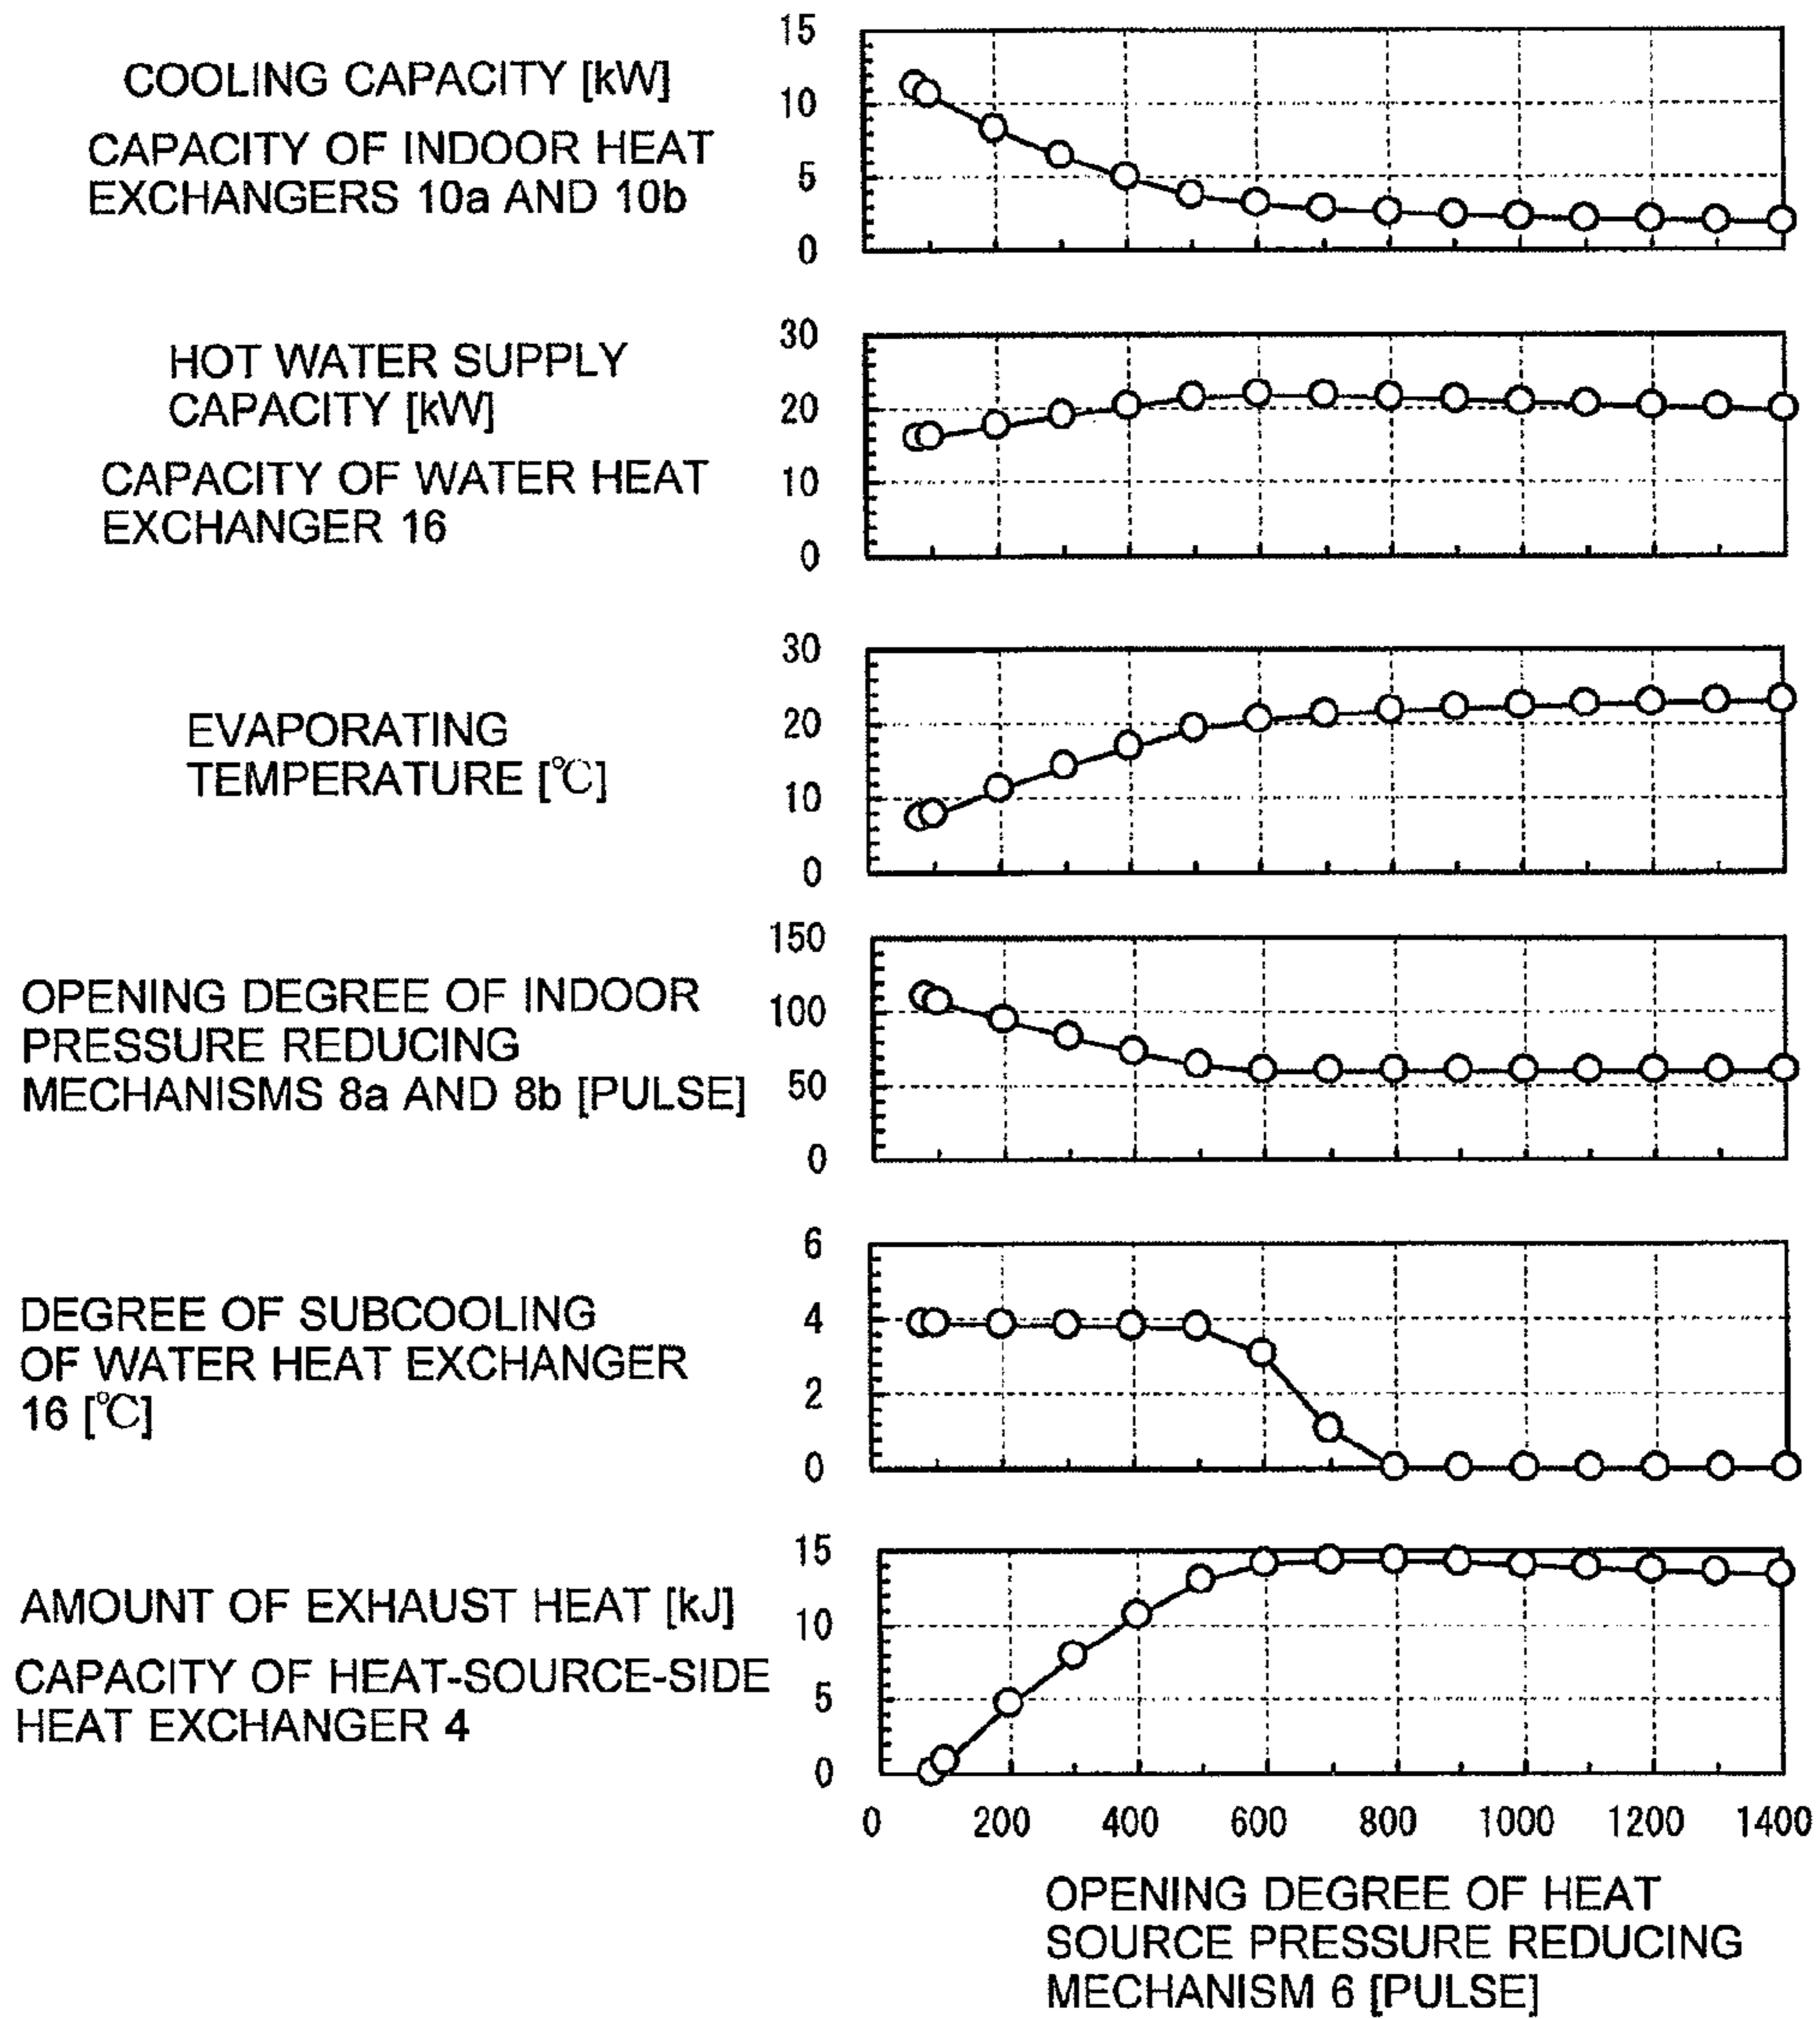 COOLING CAPACITY [kW]
CAPACITY OF INDOOR HEAT
EXCHANGERS 10a AND 10b
15
10
5
0
HOT WATER SUPPLY
CAPACITY [kW]
CAPACITY OF WATER HEAT
EXCHANGER 16
30
20
10
0
EVAPORATING
TEMPERATURE [℃]
30
20
10
0
OPENING DEGREE OF INDOOR
PRESSURE REDUCING
MECHANISMS 8a AND 8b [PULSE]
150
100
50
0
DEGREE OF SUBCOOLING
OF WATER HEAT EXCHANGER
16 [℃]
6
4
2
0
AMOUNT OF EXHAUST HEAT [kJ]
CAPACITY OF HEAT-SOURCE-SIDE
HEAT EXCHANGER 4
15
10
5
0
0 200 400 600 800 1000 1200 1400
OPENING DEGREE OF HEAT
SOURCE PRESSURE REDUCING
MECHANISM 6 [PULSE]